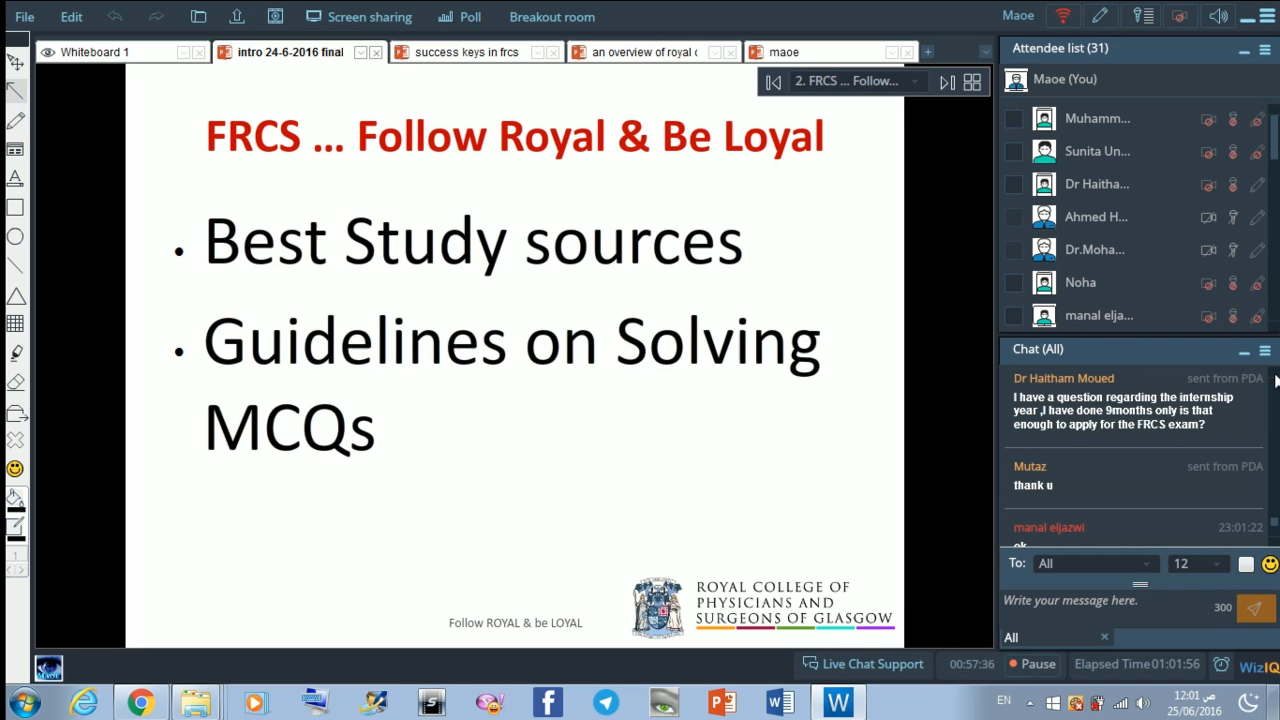 File Edit Screen sharing Poll Breakout room Maoe
Whiteboard 1 intro 24-6-2016 final success keys in frcs an overview of royal c maoe
2. FRCS ... Follow...
FRCS ... Follow Royal & Be Loyal
• Best Study sources
• Guidelines on Solving
MCQs
Follow ROYAL & be LOYAL
ROYAL COLLEGE OF
PHYSICIANS AND
SURGEONS OF GLASGOW
Attendee list (31)
Maoe (You)
Muhamm...
Sunita Un...
Dr Haitha...
Ahmed H...
Dr.Moha...
Noha
manal elja...
Chat (All)
Dr Haitham Moued sent from PDA
I have a question regarding the internship
year ,I have done 9months only is that
enough to apply for the FRCS exam?
Mutaz sent from PDA
thank u
manal eljazwi 23:01:22
ok
To: All 12
Write your message here. 300
All
1
MAOE
Live Chat Support 00:57:36 Pause Elapsed Time 01:01:56 WizIQ
EN 12:01 ص
25/06/2016